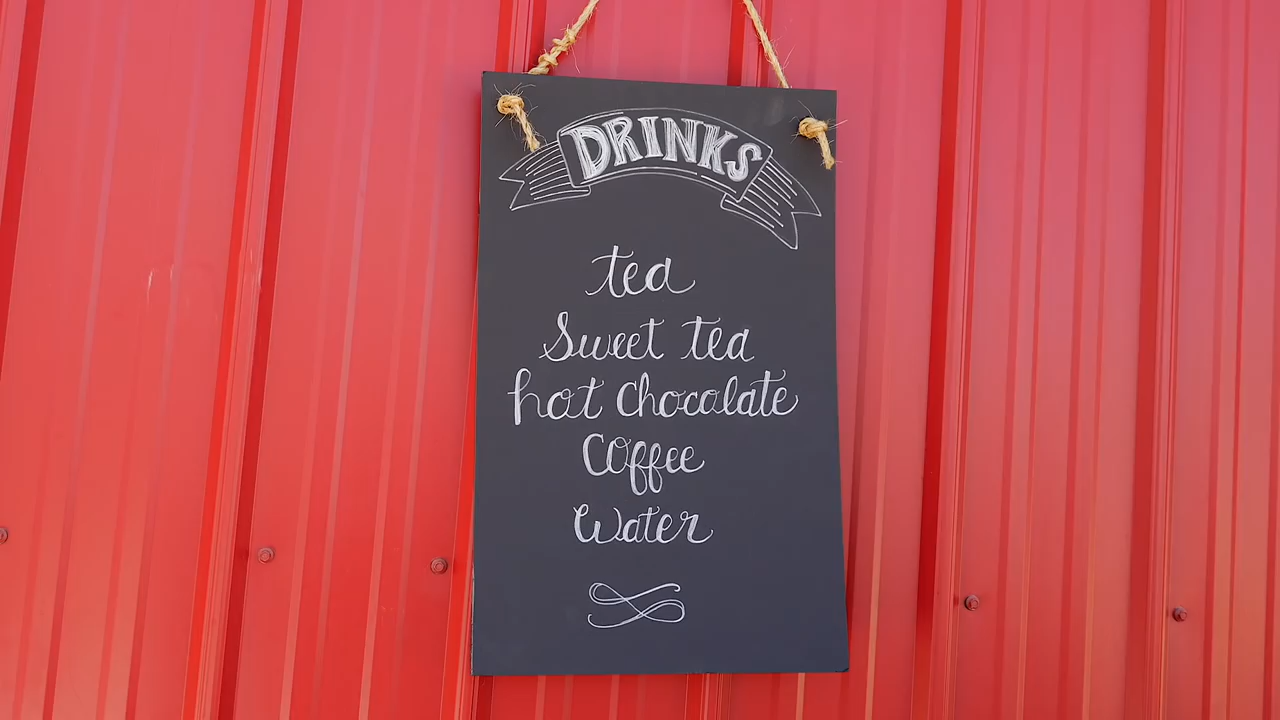 DRINKS
tea
Sweet tea
hot chocolate
Coffee
Water